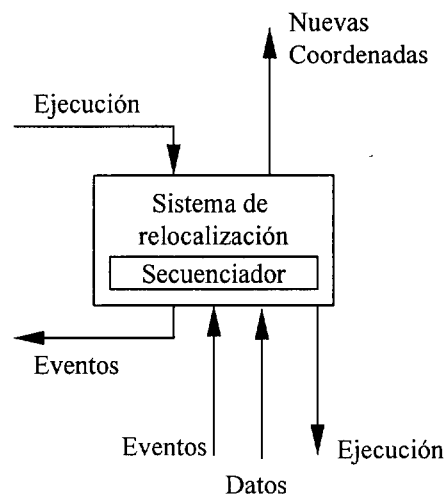 Nuevas
Coordenadas
Ejecución
Sistema de
relocalización
Secuenciador
Eventos
Eventos
Ejecución
Datos